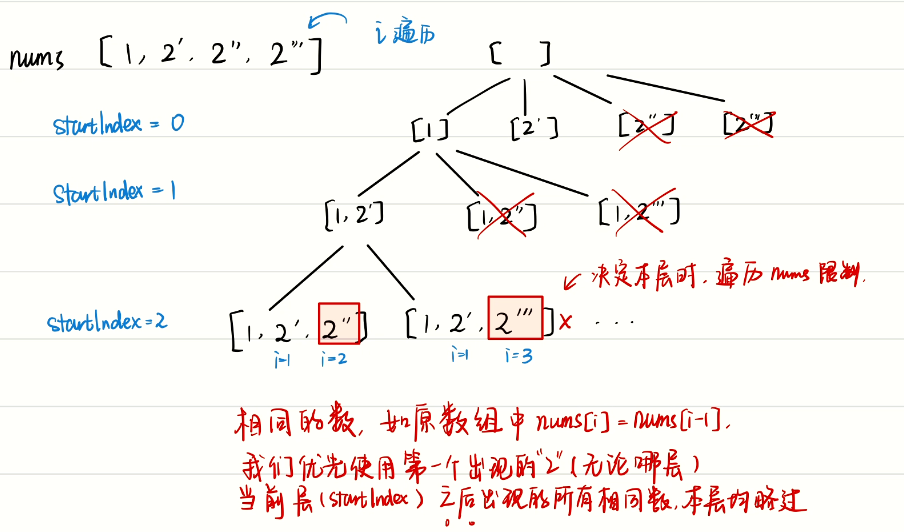 nums [ 1, 2', 2'', 2''' ] i 遍历
[ ]
startIndex = 0 [1] [2'] [2''] [2''']
startIndex = 1 [1, 2'] [1, 2''] [1, 2''']
↙ 决定本层时, 遍历 nums 限制.
startIndex=2 [1, 2', 2''] [1, 2', 2''']× ...
i=1 i=2 i=1 i=3
相同的数, 如原数组中 nums[i] = nums[i-1],
我们优先使用第一个出现的"2"(无论哪层)
当前层(startIndex) 之后出现的所有相同数, 本层均略过